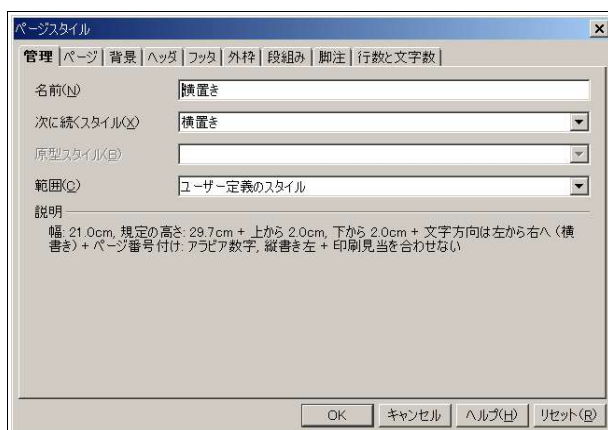 ページスタイル
管理 ページ 背景 ヘッダ フッタ 外枠 段組み 脚注 行数と文字数
名前(N) 横置き
次に続くスタイル(X) 横置き
原型スタイル(B)
範囲(C) ユーザー定義のスタイル
説明
幅: 21.0cm, 規定の高さ: 29.7cm + 上から 2.0cm, 下から 2.0cm + 文字方向は左から右へ (横
書き) + ページ番号付け: アラビア数字, 縦書き左 + 印刷見当を合わせない
OK キャンセル ヘルプ(H) リセット(R)